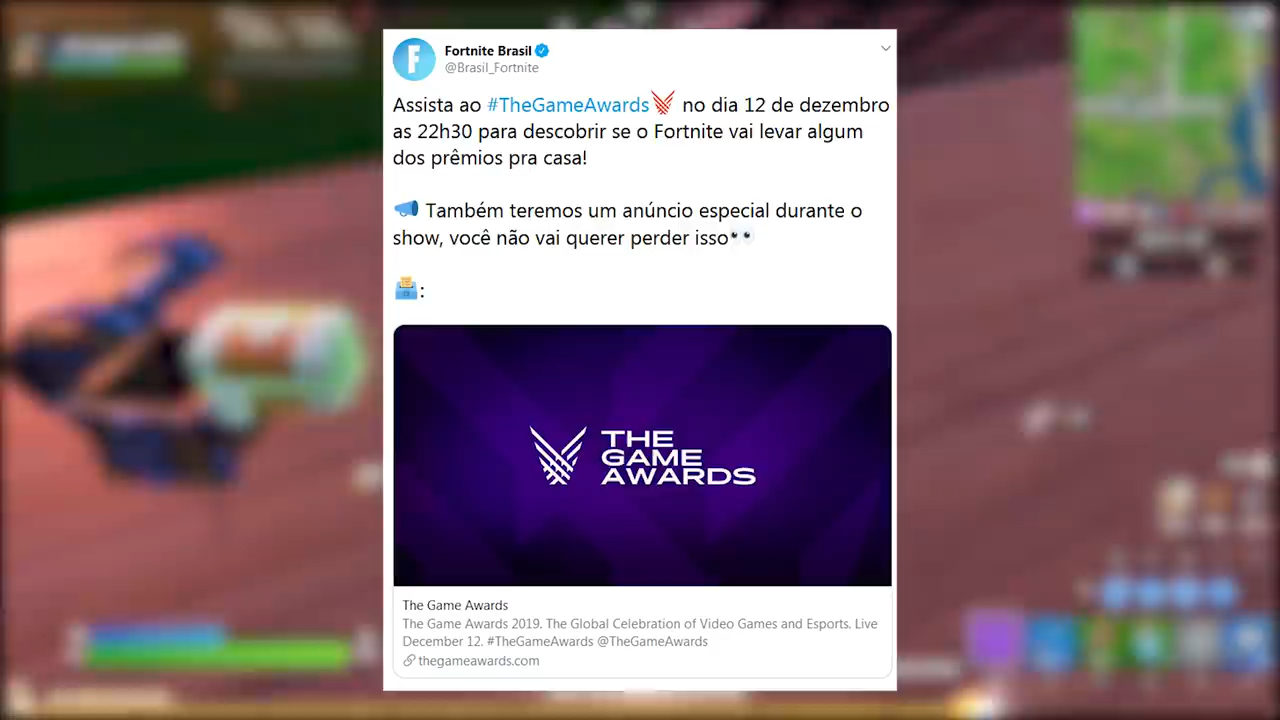 Fortnite Brasil
@Brasil_Fortnite
Assista ao #TheGameAwards no dia 12 de dezembro
as 22h30 para descobrir se o Fortnite vai levar algum
dos prêmios pra casa!
Também teremos um anúncio especial durante o
show, você não vai querer perder isso👀
:
THE
GAME
AWARDS
The Game Awards
The Game Awards 2019. The Global Celebration of Video Games and Esports. Live
December 12. #TheGameAwards @TheGameAwards
thegameawards.com